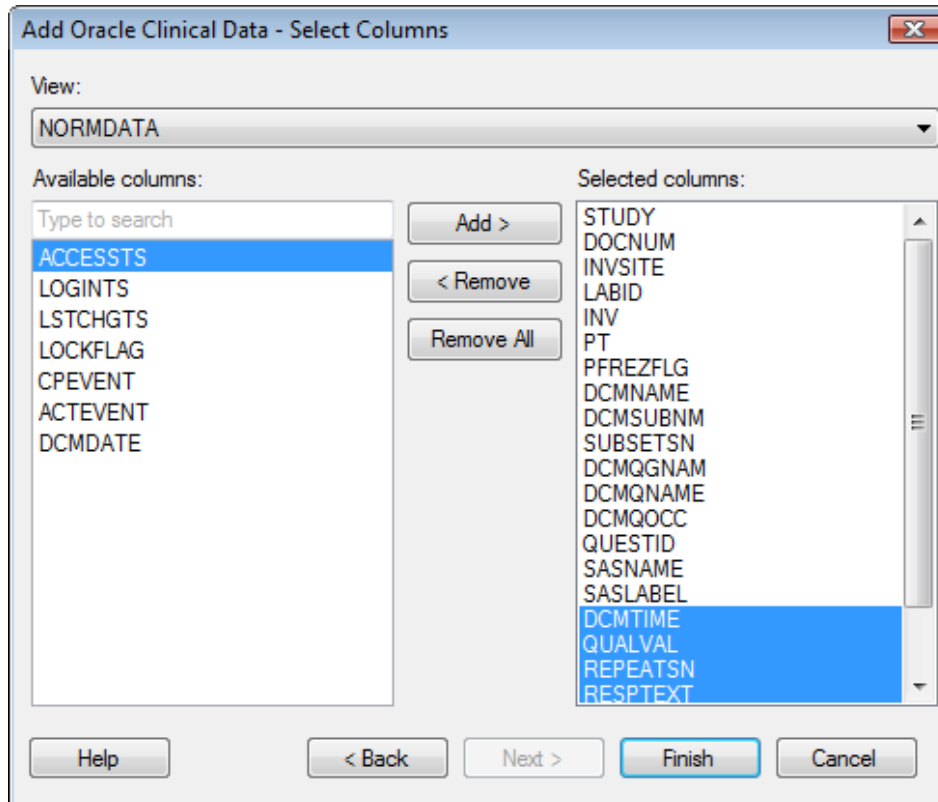 Add Oracle Clinical Data - Select Columns
View:
NORMDATA
Available columns:
Type to search
ACCESSTS
LOGINTS
LSTCHGTS
LOCKFLAG
CPEVENT
ACTEVENT
DCMDATE
Add >
< Remove
Remove All
Selected columns:
STUDY
DOCNUM
INVSITE
LABID
INV
PT
PFREZFLG
DCMNAME
DCMSUBNM
SUBSETSN
DCMQGNAM
DCMQNAME
DCMQOCC
QUESTID
SASNAME
SASLABEL
DCMTIME
QUALVAL
REPEATSN
RESPTEXT
Help
< Back
Next >
Finish
Cancel